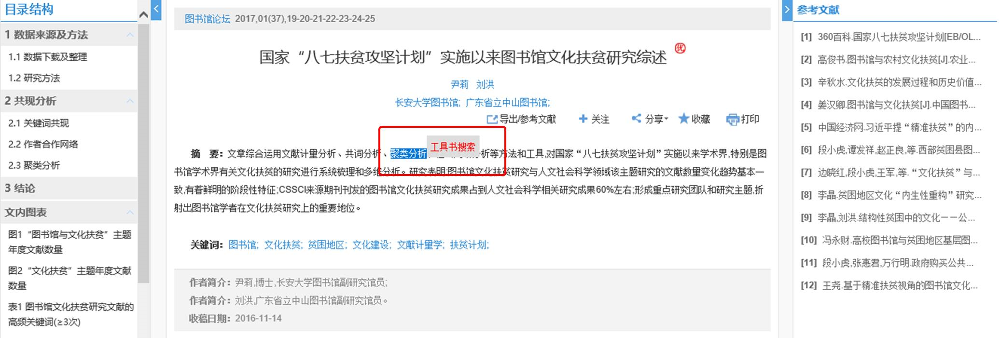 目录结构
1 数据来源及方法
1.1 数据下载及整理
1.2 研究方法
2 共现分析
2.1 关键词共现
2.2 作者合作网络
2.3 聚类分析
3 结论
文内图表
图1 “图书馆与文化扶贫” 主题
年度文献数量
图2 “文化扶贫” 主题年度文献
数量
表1 图书馆文化扶贫研究文献的
高频关键词(≥3次)
图书馆论坛 2017,01(37),19-20-21-22-23-24-25
国家“八七扶贫攻坚计划”实施以来图书馆文化扶贫研究综述
优
尹莉 刘洪
长安大学图书馆; 广东省立中山图书馆;
导出/参考文献 关注 分享 收藏 打印
工具书搜索
摘 要: 文章综合运用文献计量分析、共词分析、聚类分析 析等方法和工具,对国家“八七扶贫攻坚计划”实施以来学术界,特别是图
书馆学术界有关文化扶贫的研究进行系统梳理和多维分析。研究表明:图书馆文化扶贫研究与人文社会科学领域该主题研究的文献数量变化趋势基本一
致,有着鲜明的阶段性特征;CSSCI来源期刊刊发的图书馆文化扶贫研究成果占到人文社会科学相关研究成果60%左右;形成重点研究团队和研究主题,折
射出图书馆学者在文化扶贫研究上的重要地位。
关键词: 图书馆; 文化扶贫; 贫困地区; 文化建设; 文献计量学; 扶贫计划;
作者简介: 尹莉,博士,长安大学图书馆副研究馆员;
作者简介: 刘洪,广东省立中山图书馆副研究馆员。
收稿日期: 2016-11-14
参考文献
[1] 360百科.国家八七扶贫攻坚计划[EB/OL...
[2] 高俊书.图书馆与农村文化扶贫[J].农业...
[3] 辛秋水.文化扶贫的发展过程和历史价值...
[4] 姜汉卿.图书馆与文化扶贫[J].中国图书...
[5] 中国经济网.习近平提“精准扶贫”的内...
[6] 段小虎,谭发祥,赵正良,等.西部贫困县图...
[7] 边晓红,段小虎,王军,等.“文化扶贫”与...
[8] 李晶.贫困地区文化“内生性重构”研究...
[9] 李晶,刘洪.结构性贫困中的文化——公...
[10] 冯永财.高校图书馆与贫困地区基层图...
[11] 段小虎,张惠君,万行明.政府购买公共...
[12] 王尧.基于精准扶贫视角的图书馆文化...